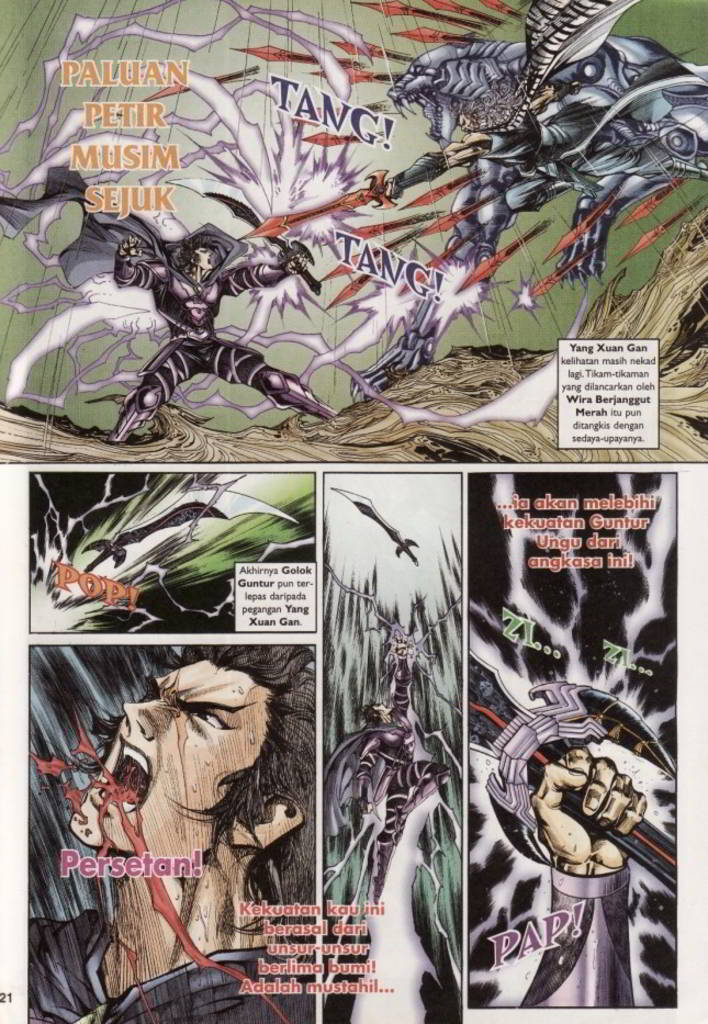 PALUAN
PETIR
MUSIM
SEJUK
TANG!
TANG!
Yang Xuan Gan
kelihatan masih nekad
lagi. Tikam-tikaman
yang dilancarkan oleh
Wira Berjanggut
Merah itu pun
ditangkis dengan
sedaya-upayanya.
POP!
Akhirnya Golok
Guntur pun ter-
lepas daripada
pegangan Yang
Xuan Gan.
Persetan!
Kekuatan kau ini
berasal dari
unsur-unsur
berlima bumi!
Adalah mustahil...
...ia akan melebihi
kekuatan Guntur
Ungu dari
angkasa ini!
ZI...
ZI...
PAP!
21